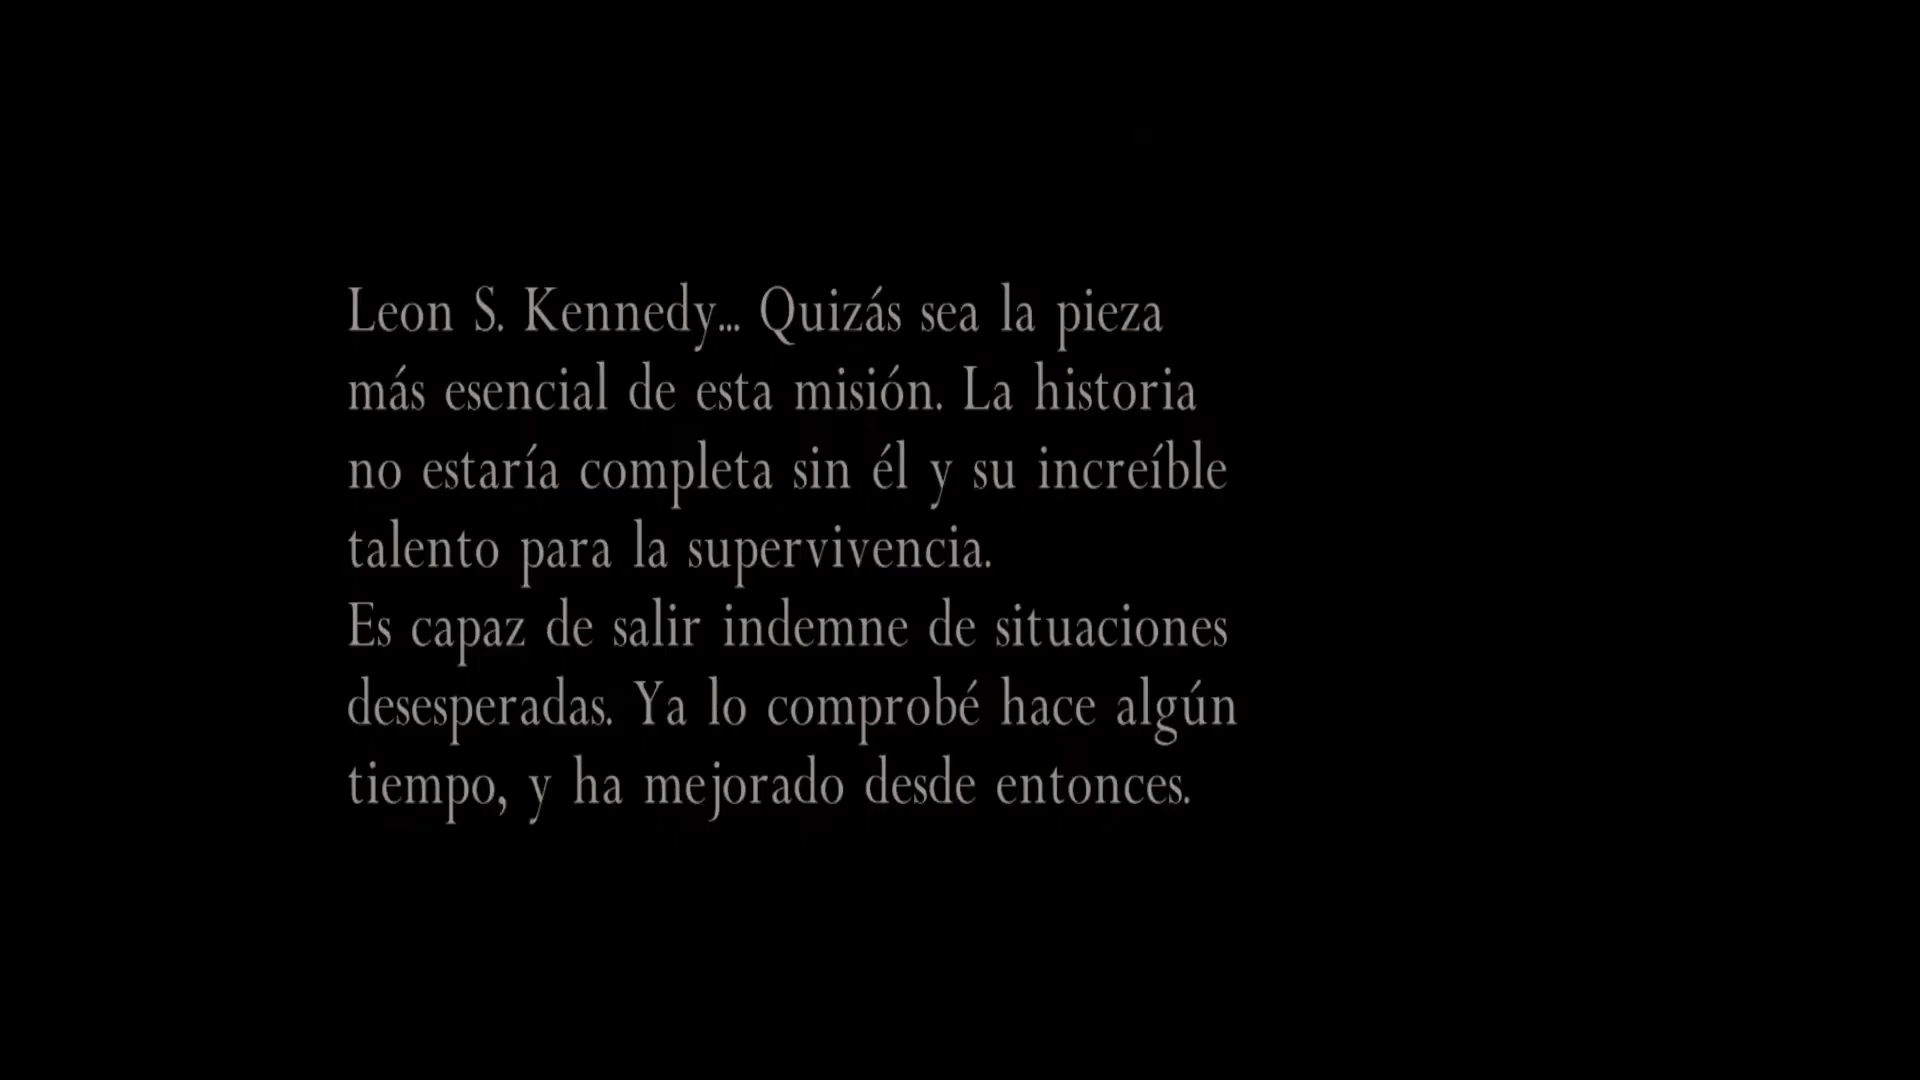 Leon S. Kennedy... Quizás sea la pieza
más esencial de esta misión. La historia
no estaría completa sin él y su increíble
talento para la supervivencia.
Es capaz de salir indemne de situaciones
desesperadas. Ya lo comprobé hace algún
tiempo, y ha mejorado desde entonces.